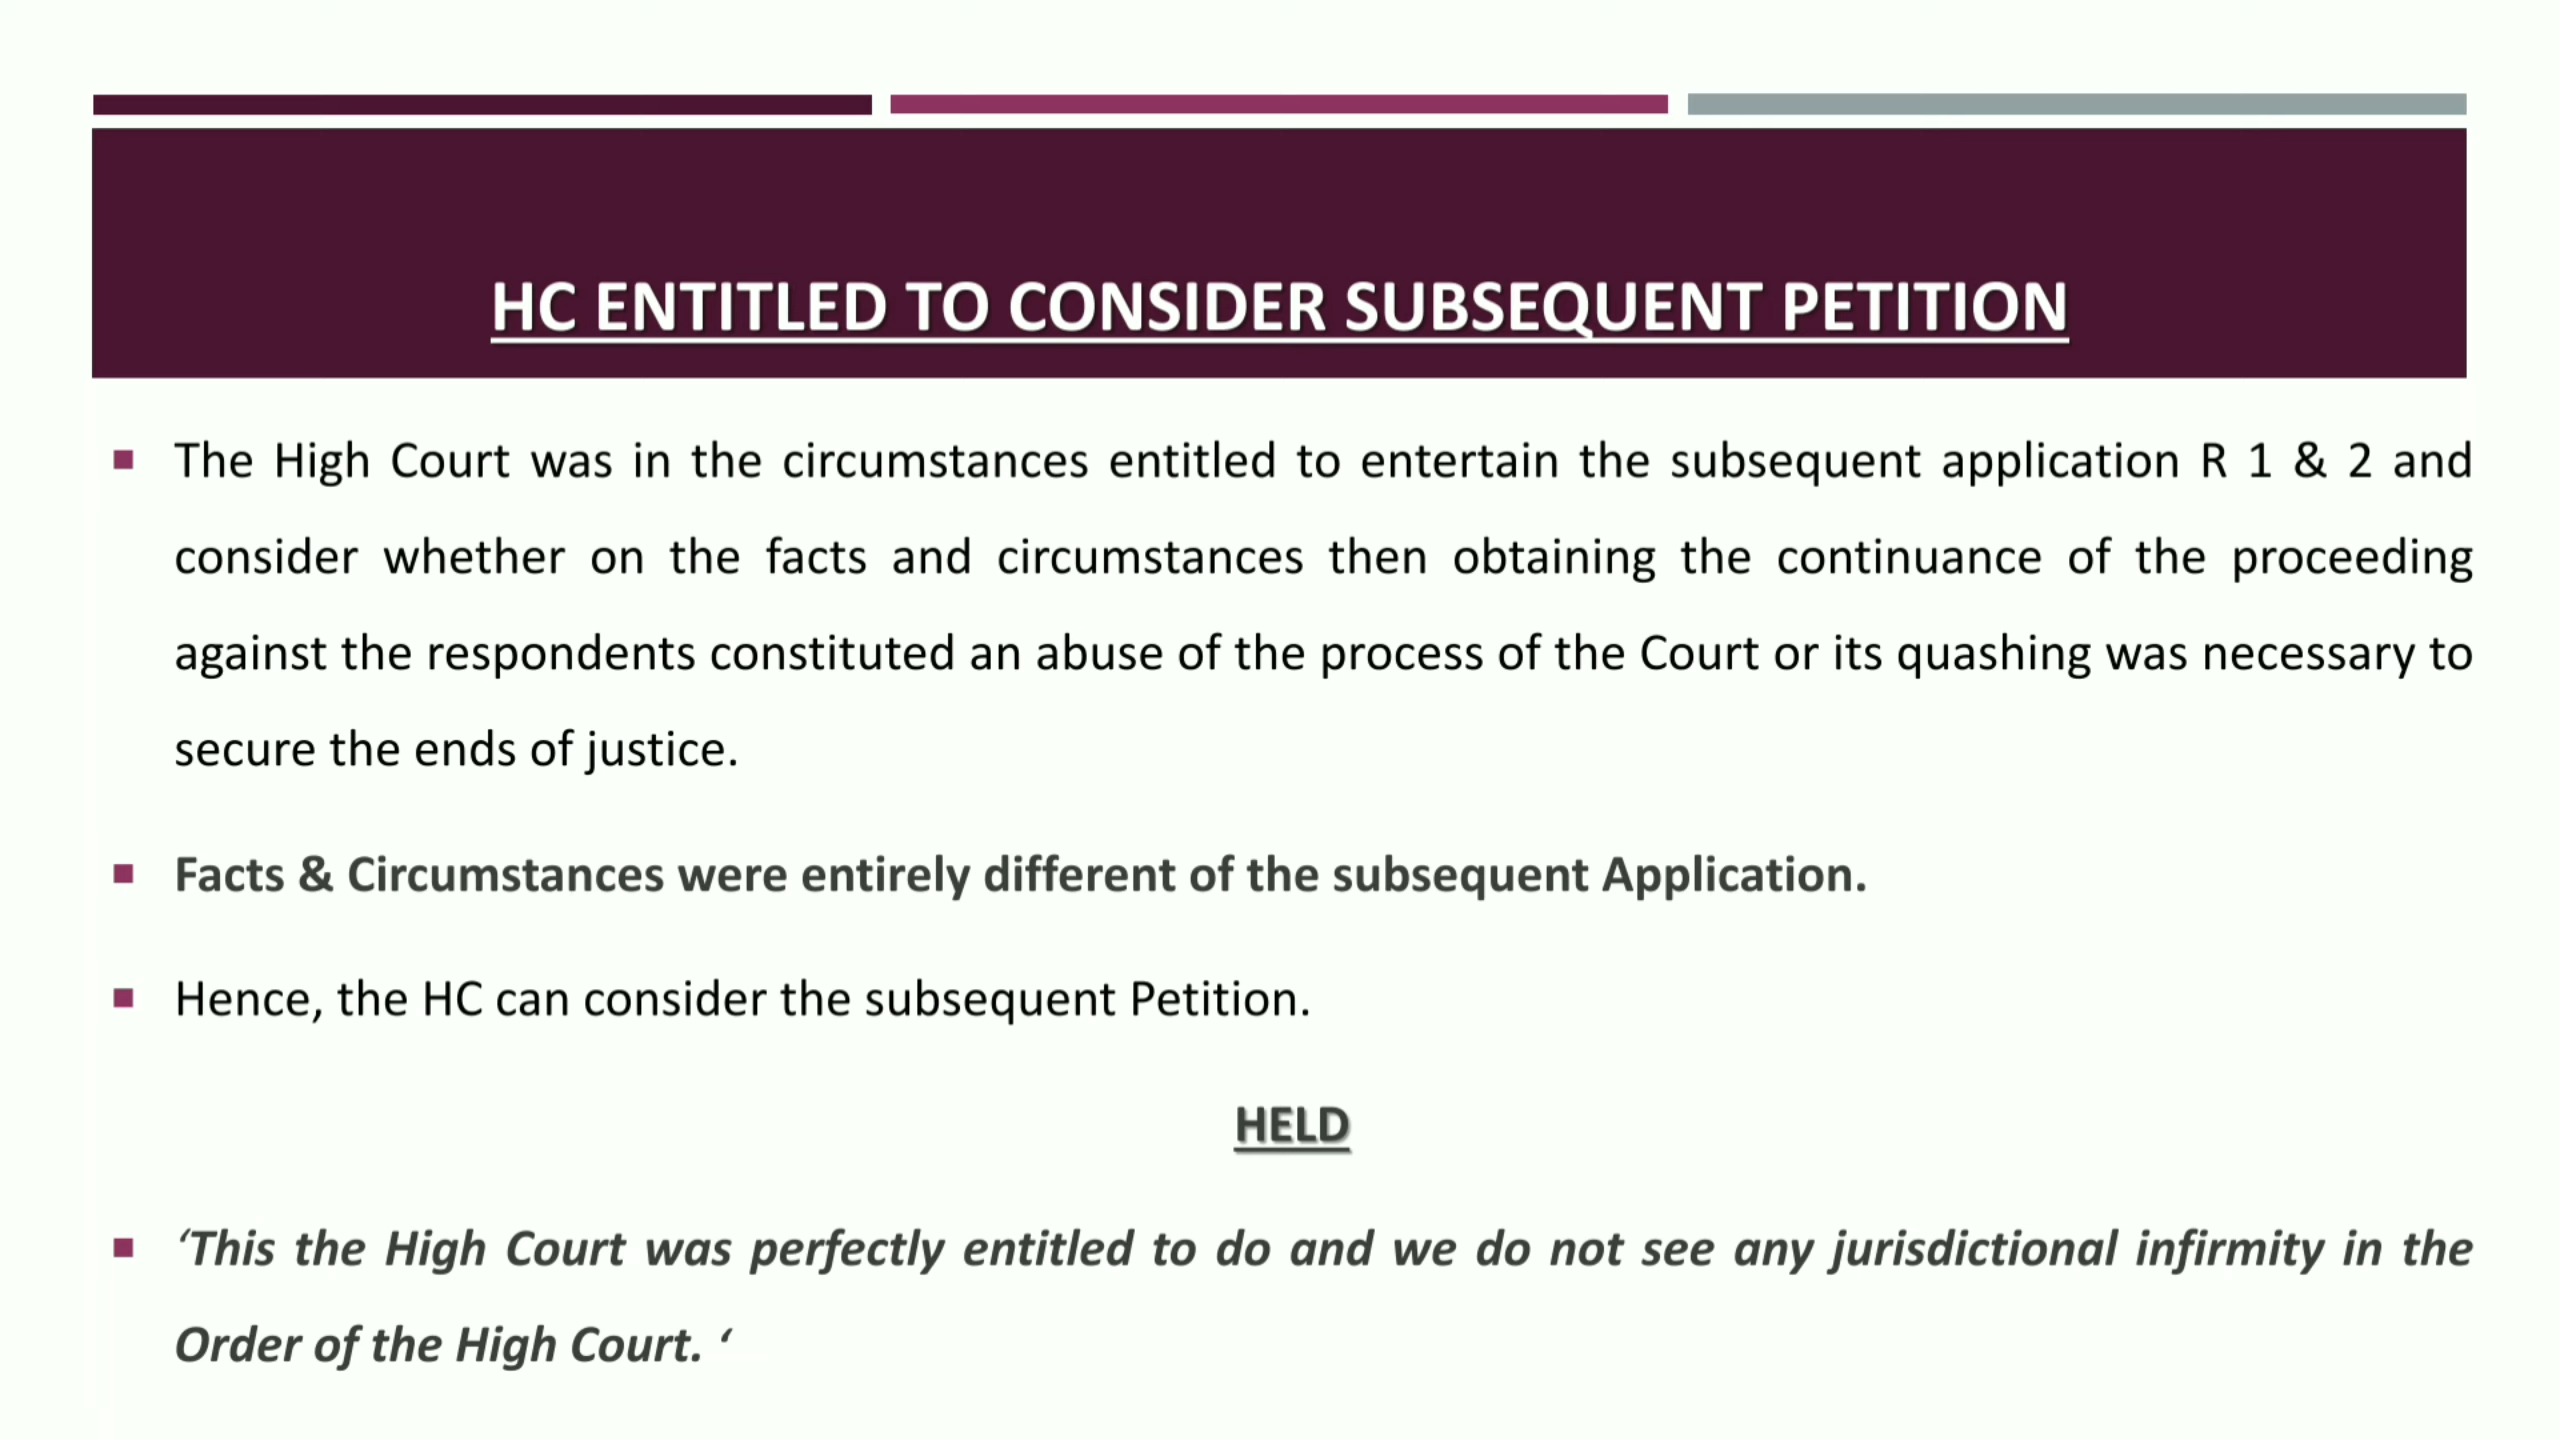 HC ENTITLED TO CONSIDER SUBSEQUENT PETITION
The High Court was in the circumstances entitled to entertain the subsequent application R 1 & 2 and
consider whether on the facts and circumstances then obtaining the continuance of the proceeding
against the respondents constituted an abuse of the process of the Court or its quashing was necessary to
secure the ends of justice.
Facts & Circumstances were entirely different of the subsequent Application.
Hence, the HC can consider the subsequent Petition.
HELD
‘This the High Court was perfectly entitled to do and we do not see any jurisdictional infirmity in the
Order of the High Court. ‘